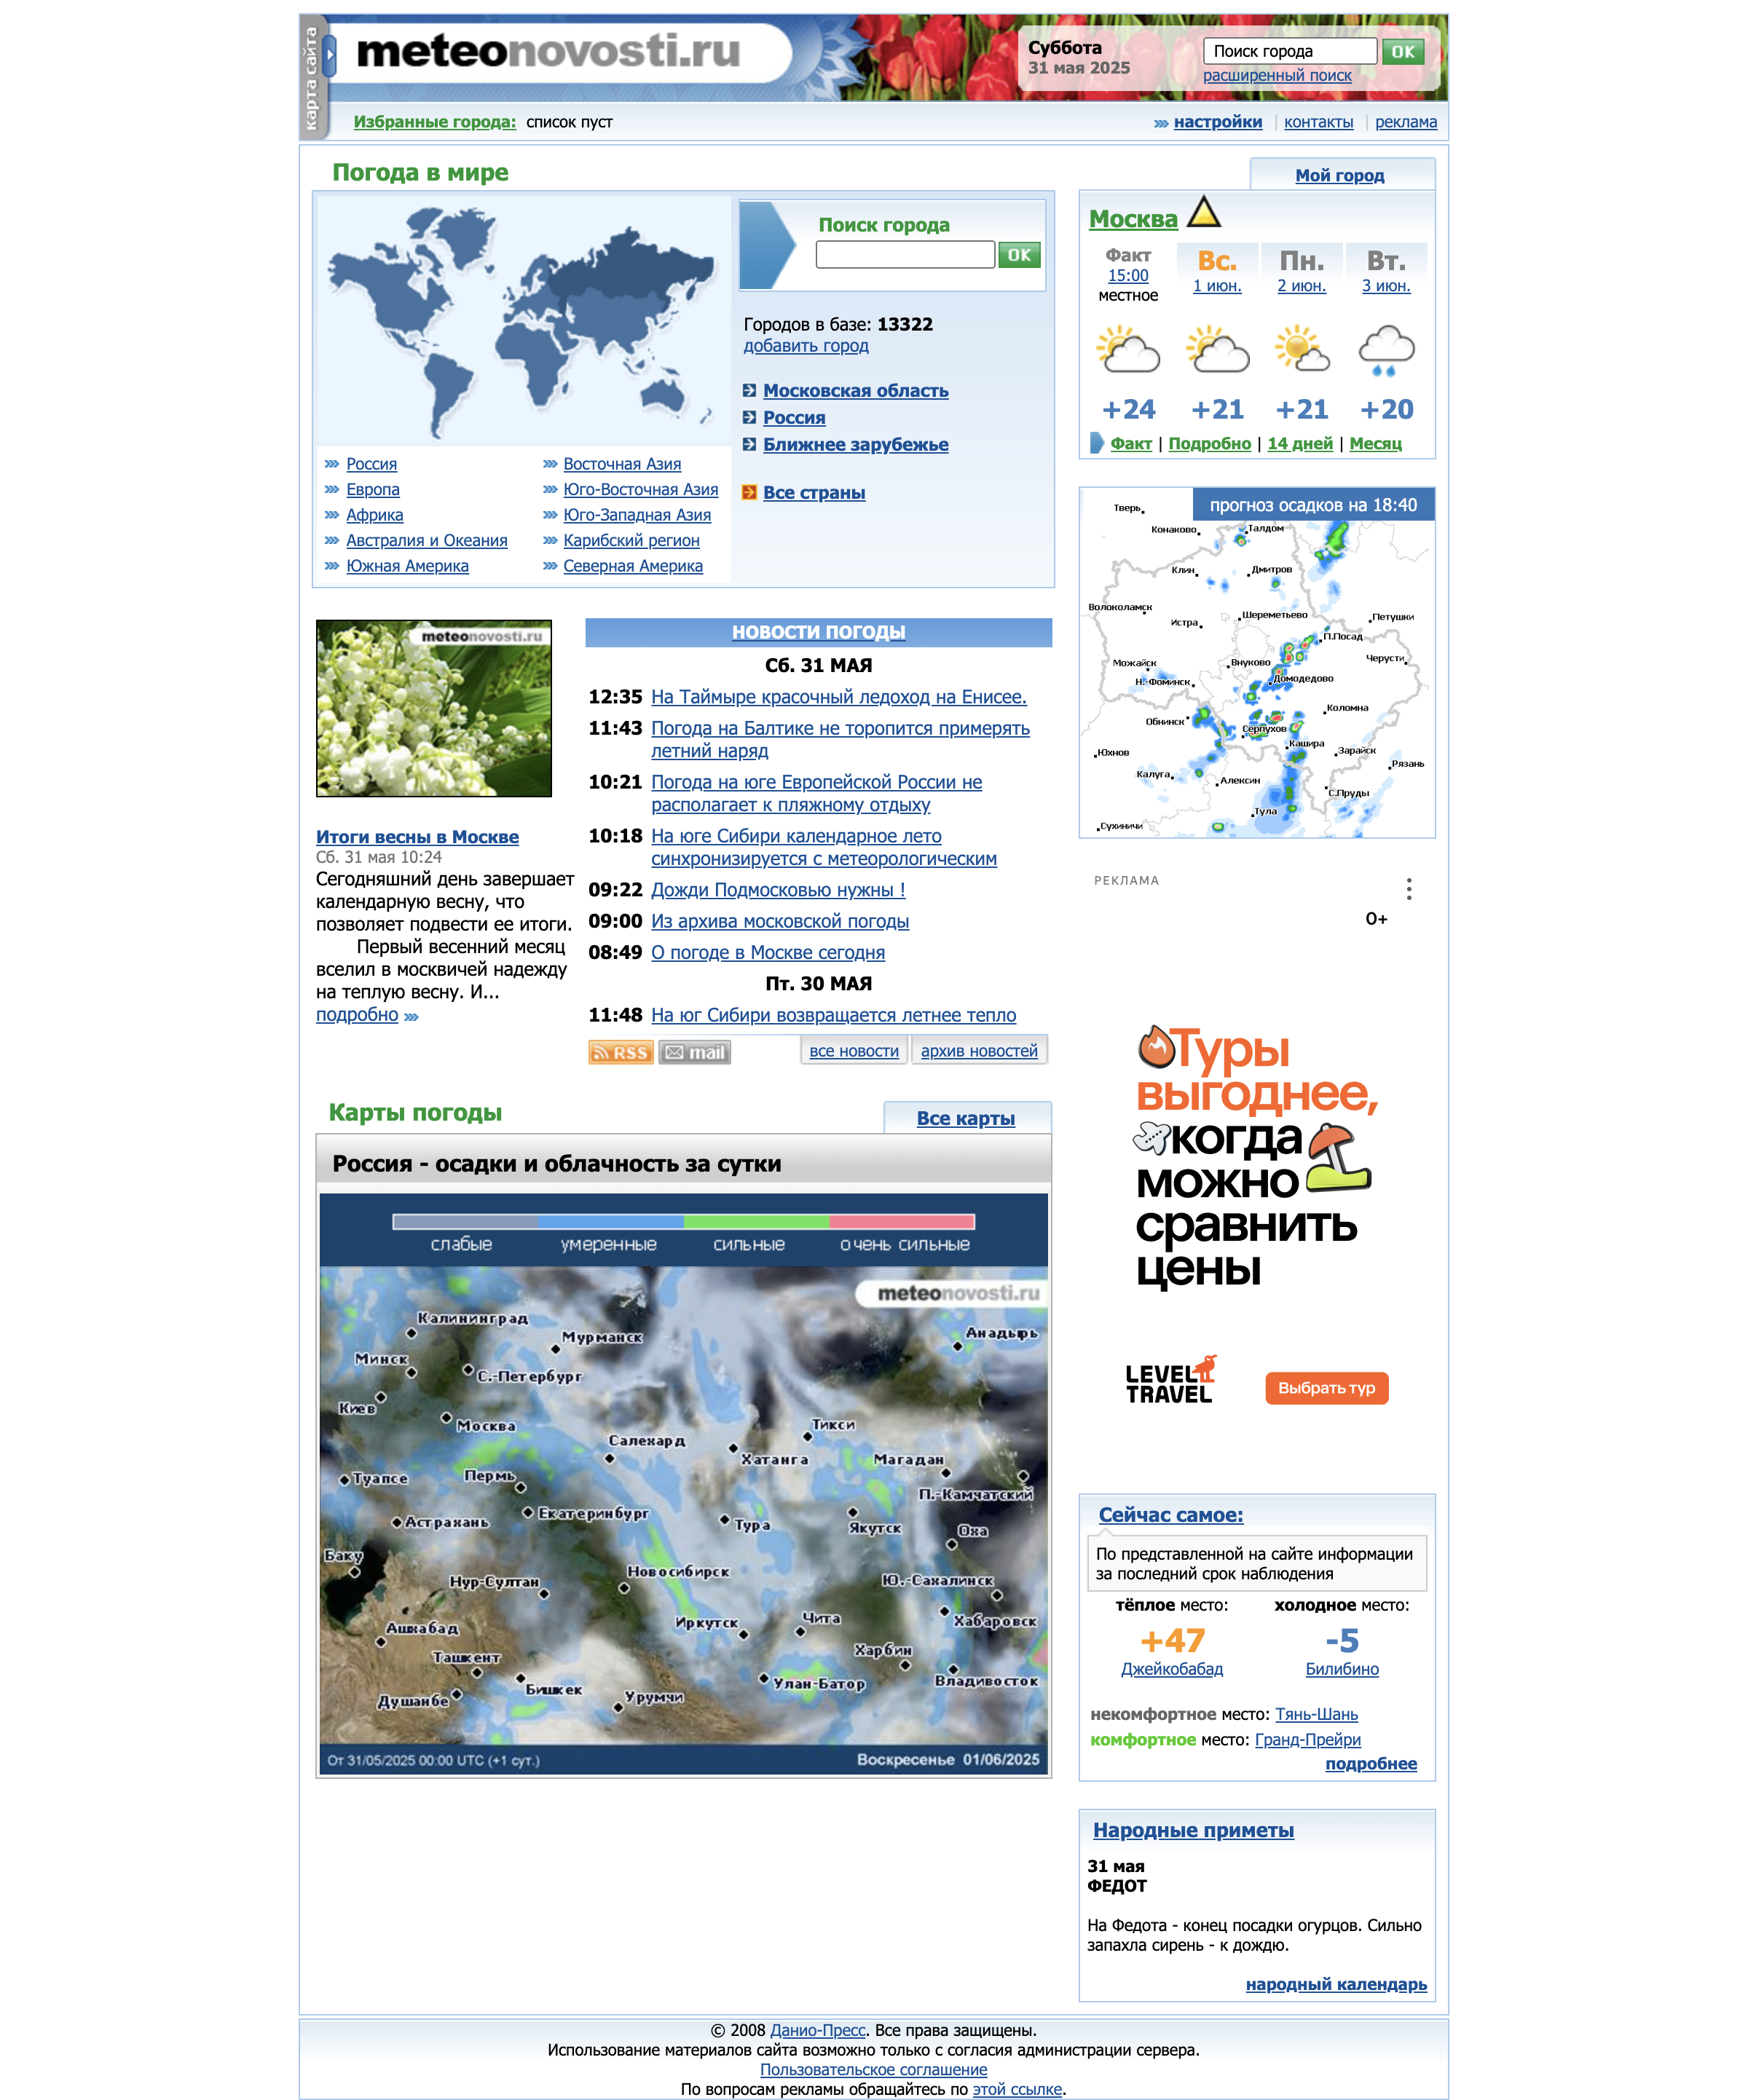 карта сайта
meteonovosti.ru
Суббота
31 мая 2025
Поиск города
OK
расширенный поиск
Избранные города: список пуст
настройки | контакты | реклама
Погода в мире
Поиск города
OK
Городов в базе: 13322
добавить город
Московская область
Россия
Ближнее зарубежье
Все страны
Россия
Европа
Африка
Австралия и Океания
Южная Америка
Восточная Азия
Юго-Восточная Азия
Юго-Западная Азия
Карибский регион
Северная Америка
Мой город
Москва
Факт
15:00
местное
Вс.
1 июн.
Пн.
2 июн.
Вт.
3 июн.
+24 +21 +21 +20
Факт | Подробно | 14 дней | Месяц
прогноз осадков на 18:40
Тверь
Конаково
Талдом
Клин
Дмитров
Волоколамск
Истра
Шереметьево
Петушки
П.Посад
Можайск
Внуково
Черусти
Н.-Фоминск
Домодедово
Обнинск
Коломна
Серпухов
Кашира
Юхнов
Зарайск
Калуга
Алексин
Рязань
С.Пруды
Тула
Сухиничи
meteonovosti.ru
Итоги весны в Москве
Сб. 31 мая 10:24
Сегодняшний день завершает
календарную весну, что
позволяет подвести ее итоги.
Первый весенний месяц
вселил в москвичей надежду
на теплую весну. И...
подробно
НОВОСТИ ПОГОДЫ
Сб. 31 МАЯ
12:35 На Таймыре красочный ледоход на Енисее.
11:43 Погода на Балтике не торопится примерять
летний наряд
10:21 Погода на юге Европейской России не
располагает к пляжному отдыху
10:18 На юге Сибири календарное лето
синхронизируется с метеорологическим
09:22 Дожди Подмосковью нужны !
09:00 Из архива московской погоды
08:49 О погоде в Москве сегодня
Пт. 30 МАЯ
11:48 На юг Сибири возвращается летнее тепло
RSS mail все новости архив новостей
РЕКЛАМА
0+
Туры
выгоднее,
когда
можно
сравнить
цены
LEVEL
TRAVEL
Выбрать тур
Карты погоды
Все карты
Россия - осадки и облачность за сутки
слабые умеренные сильные очень сильные
meteonovosti.ru
Калининград
Мурманск
Анадырь
Минск
С.-Петербург
Киев
Москва
Тикси
Салехард
Хатанга
Магадан
Туапсе
Пермь
П.-Камчатский
Екатеринбург
Астрахань
Тура
Якутск
Оха
Баку
Новосибирск
Нур-Султан
Ю.-Сахалинск
Иркутск
Чита
Хабаровск
Ашхабад
Харбин
Ташкент
Улан-Батор
Владивосток
Бишкек
Душанбе
Урумчи
От 31/05/2025 00:00 UTC (+1 сут.)
Воскресенье 01/06/2025
Сейчас самое:
По представленной на сайте информации
за последний срок наблюдения
тёплое место: холодное место:
+47 -5
Джейкобабад Билибино
некомфортное место: Тянь-Шань
комфортное место: Гранд-Прейри
подробнее
Народные приметы
31 мая
ФЕДОТ
На Федота - конец посадки огурцов. Сильно
запахла сирень - к дождю.
народный календарь
© 2008 Данио-Пресс. Все права защищены.
Использование материалов сайта возможно только с согласия администрации сервера.
Пользовательское соглашение
По вопросам рекламы обращайтесь по этой ссылке.